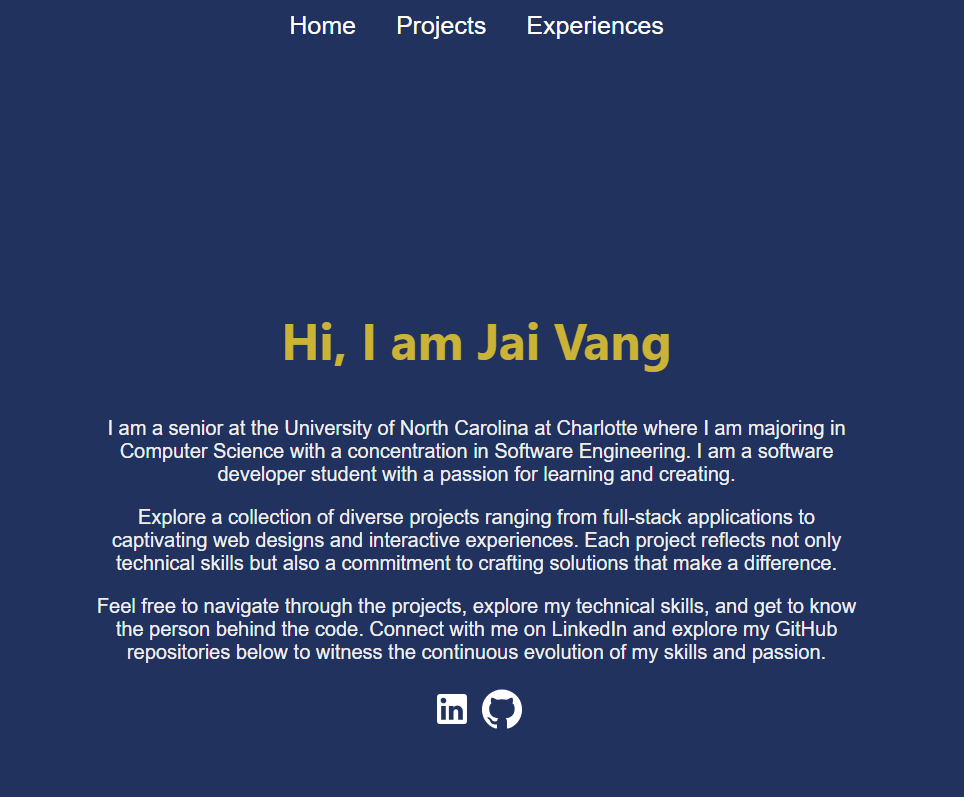 Home Projects Experiences
Hi, I am Jai Vang
I am a senior at the University of North Carolina at Charlotte where I am majoring in
Computer Science with a concentration in Software Engineering. I am a software
developer student with a passion for learning and creating.
Explore a collection of diverse projects ranging from full-stack applications to
captivating web designs and interactive experiences. Each project reflects not only
technical skills but also a commitment to crafting solutions that make a difference.
Feel free to navigate through the projects, explore my technical skills, and get to know
the person behind the code. Connect with me on LinkedIn and explore my GitHub
repositories below to witness the continuous evolution of my skills and passion.
in